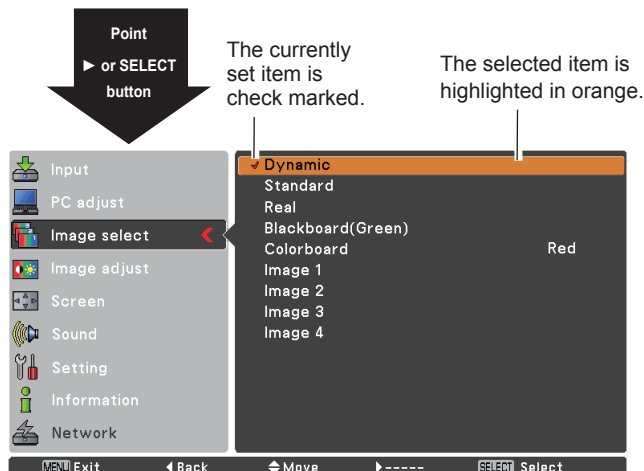 Point
► or SELECT
button
The currently
set item is
check marked.
The selected item is
highlighted in orange.
Input
PC adjust
Image select
Image adjust
Screen
Sound
Setting
Information
Network
Dynamic
Standard
Real
Blackboard(Green)
Colorboard Red
Image 1
Image 2
Image 3
Image 4
MENU Exit ◄Back Move ►----- SELECT Select